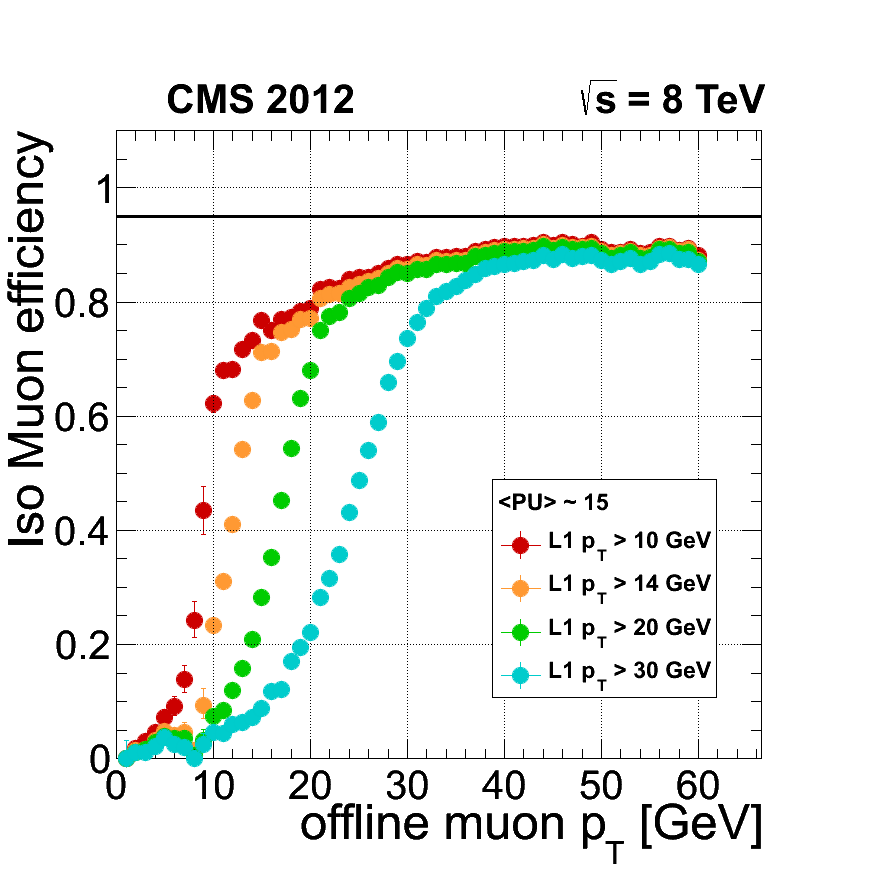 CMS 2012 √s = 8 TeV
Iso Muon efficiency
1
0.8
0.6
0.4
0.2
0
<PU> ~ 15
L1 pT > 10 GeV
L1 pT > 14 GeV
L1 pT > 20 GeV
L1 pT > 30 GeV
0 10 20 30 40 50 60
offline muon pT [GeV]